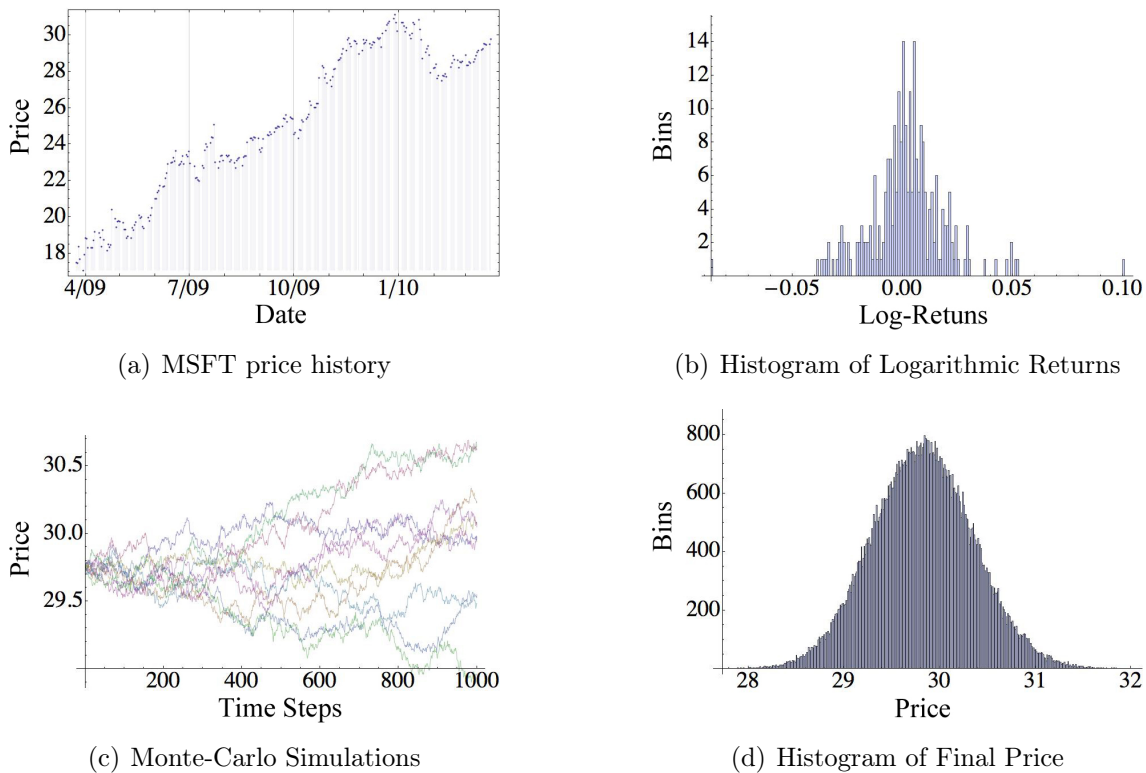 30
28
26
24
22
20
18
Price
4/09 7/09 10/09 1/10
Date
(a) MSFT price history
14
12
10
8
6
4
2
Bins
−0.05 0.00 0.05 0.10
Log-Retuns
(b) Histogram of Logarithmic Returns
30.5
30.0
29.5
Price
200 400 600 800 1000
Time Steps
(c) Monte-Carlo Simulations
800
600
400
200
Bins
28 29 30 31 32
Price
(d) Histogram of Final Price